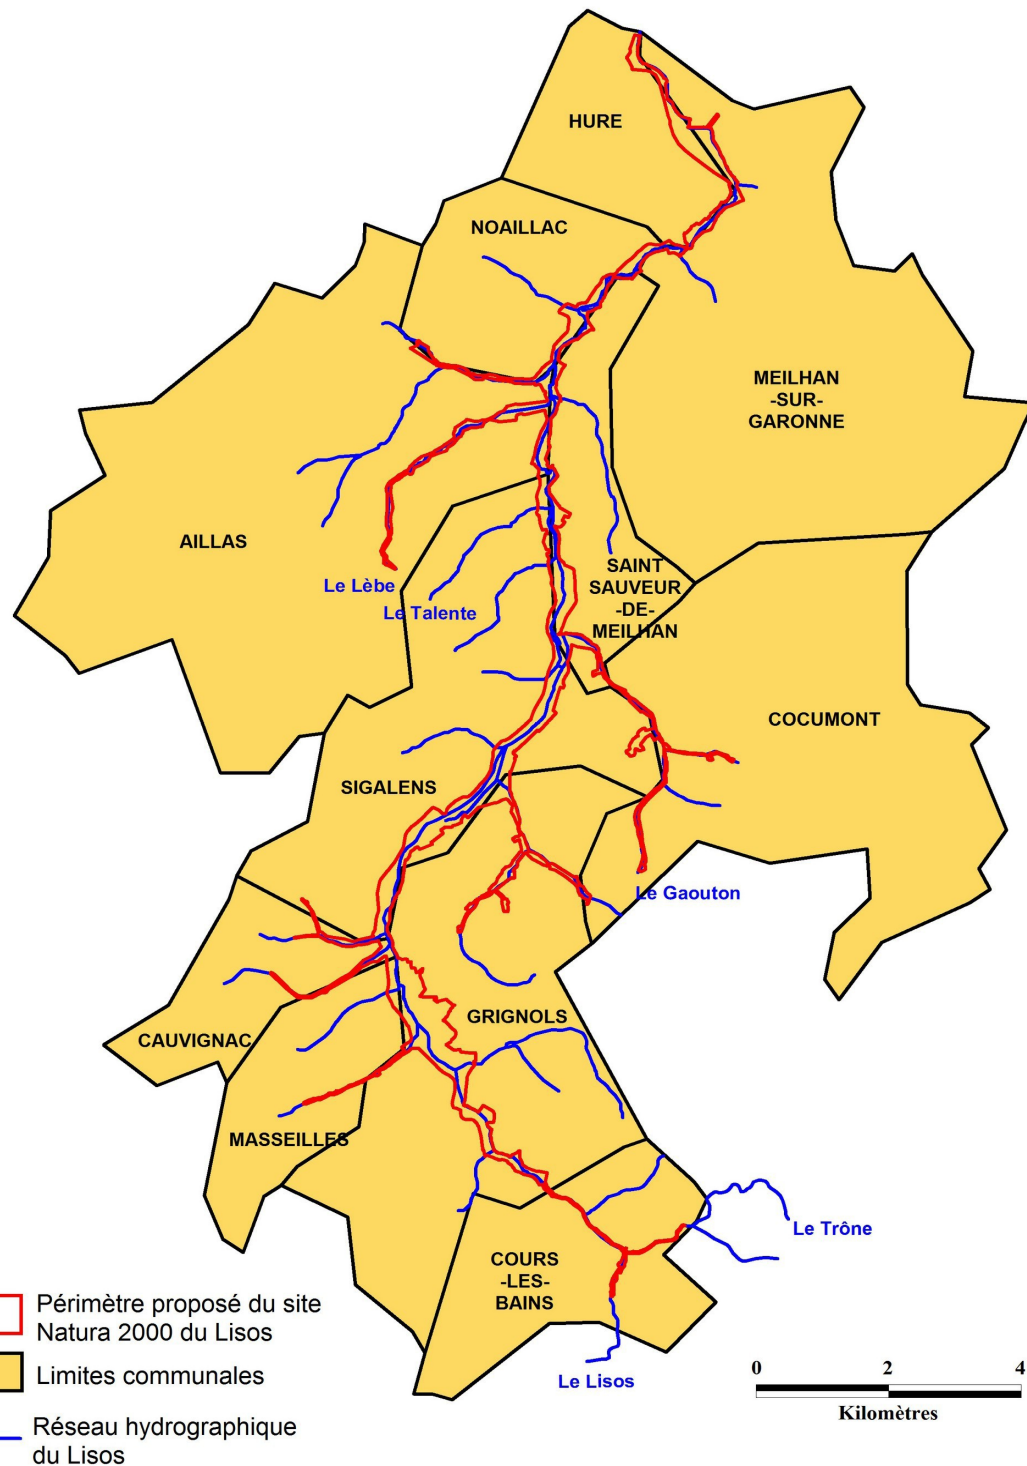 HURE
NOAILLAC
MEILHAN
-SUR-
GARONNE
AILLAS
SAINT
SAUVEUR
-DE-
MEILHAN
Le Lèbe
Le Talente
COCUMONT
SIGALENS
Le Gaouton
GRIGNOLS
CAUVIGNAC
MASSEILLES
Le Trône
COURS
-LES-
BAINS
Le Lisos
Périmètre proposé du site
Natura 2000 du Lisos
Limites communales
Réseau hydrographique
du Lisos
0 2 4
Kilomètres